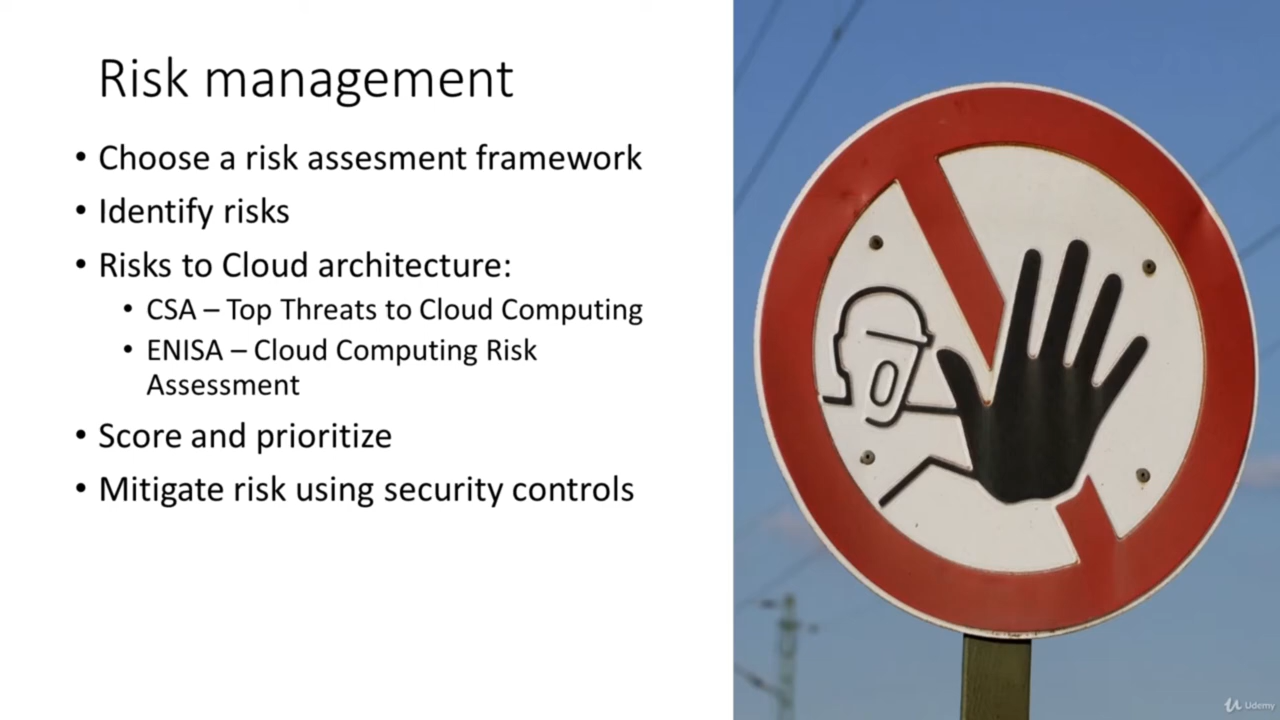 Risk management
• Choose a risk assesment framework
• Identify risks
• Risks to Cloud architecture:
• CSA – Top Threats to Cloud Computing
• ENISA – Cloud Computing Risk
Assessment
• Score and prioritize
• Mitigate risk using security controls
Udemy